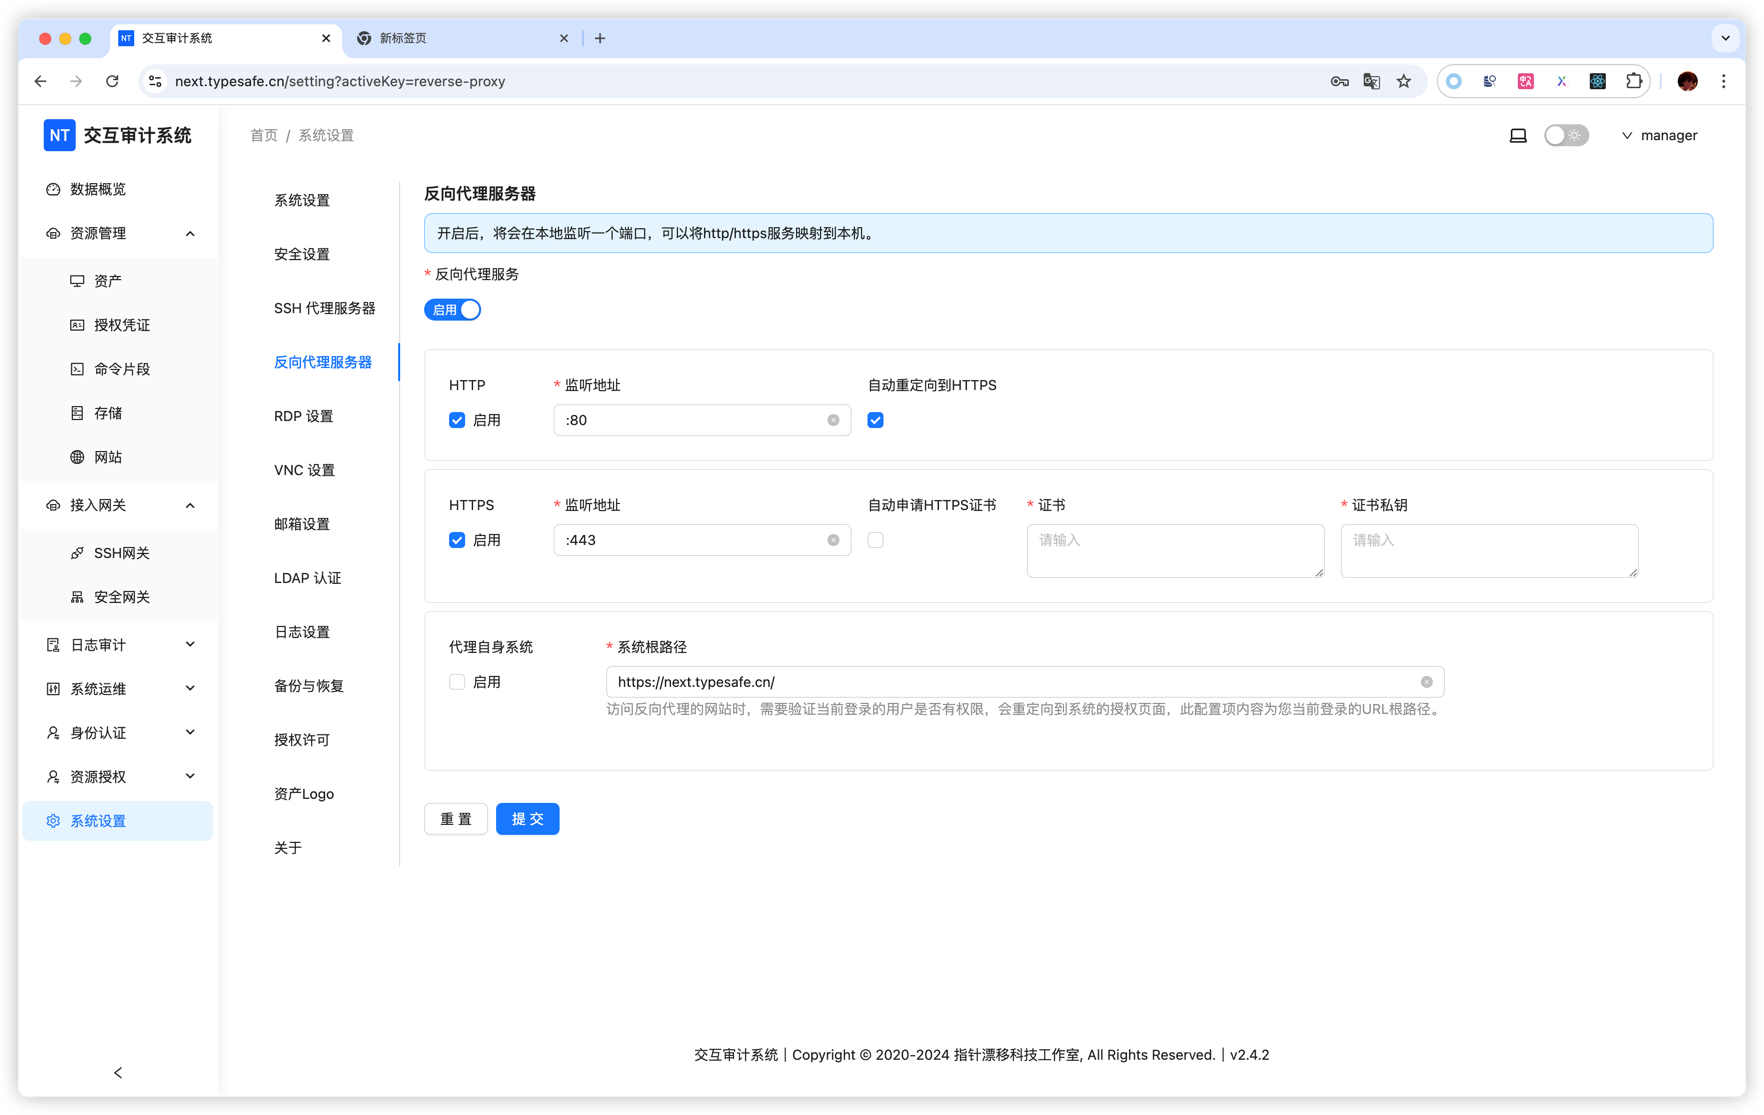 NT 交互审计系统
新标签页
next.typesafe.cn/setting?activeKey=reverse-proxy
NT 交互审计系统
首页 / 系统设置
manager
数据概览
资源管理
资产
授权凭证
命令片段
存储
网站
接入网关
SSH网关
安全网关
日志审计
系统运维
身份认证
资源授权
系统设置
系统设置
安全设置
SSH 代理服务器
反向代理服务器
RDP 设置
VNC 设置
邮箱设置
LDAP 认证
日志设置
备份与恢复
授权许可
资产Logo
关于
反向代理服务器
开启后，将会在本地监听一个端口，可以将http/https服务映射到本机。
* 反向代理服务
启用
HTTP
* 监听地址
自动重定向到HTTPS
启用
:80
HTTPS
* 监听地址
自动申请HTTPS证书
* 证书
* 证书私钥
启用
:443
请输入
请输入
代理自身系统
* 系统根路径
启用
https://next.typesafe.cn/
访问反向代理的网站时，需要验证当前登录的用户是否有权限，会重定向到系统的授权页面，此配置项内容为您当前登录的URL根路径。
重 置
提 交
交互审计系统 | Copyright © 2020-2024 指针漂移科技工作室, All Rights Reserved. | v2.4.2